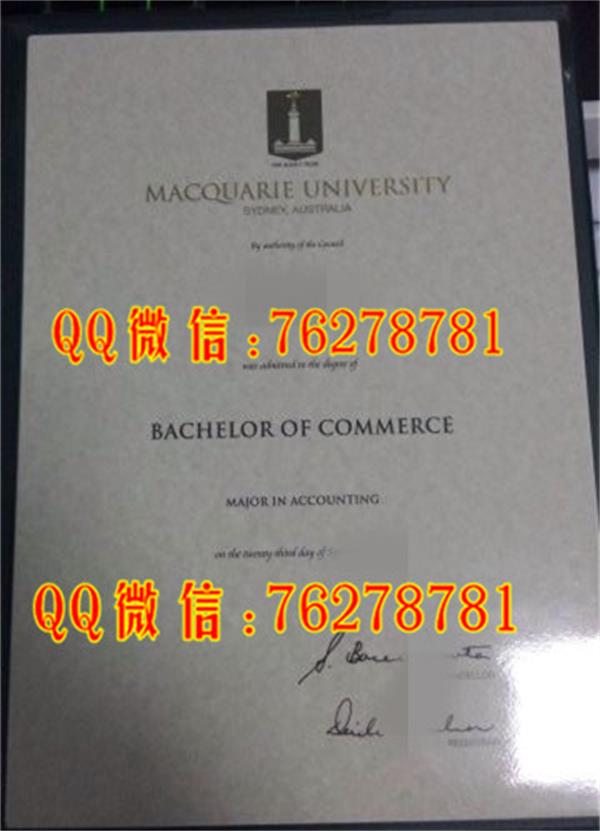 MACQUARIE UNIVERSITY
SYDNEY, AUSTRALIA
By authority of the Council
QQ微信:76278781
was admitted to the degree of
BACHELOR OF COMMERCE
MAJOR IN ACCOUNTING
on the twenty third day of S
QQ微信:76278781